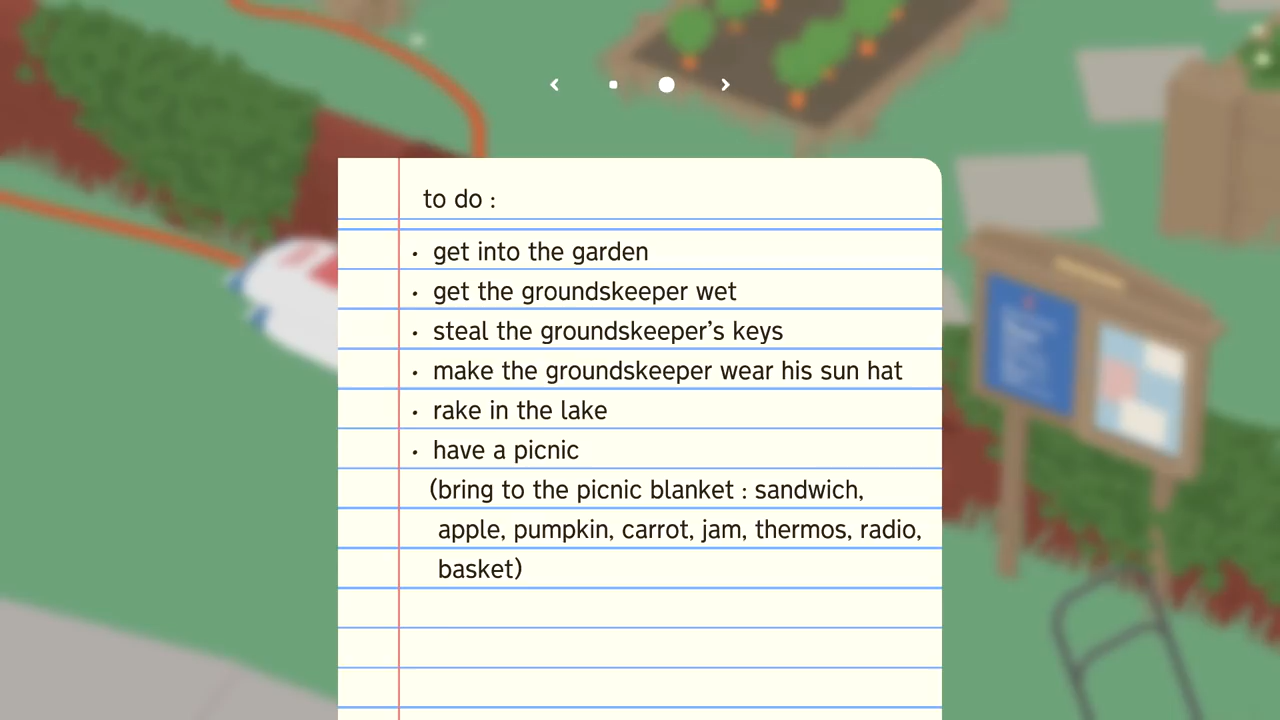 to do :
· get into the garden
· get the groundskeeper wet
· steal the groundskeeper’s keys
· make the groundskeeper wear his sun hat
· rake in the lake
· have a picnic
(bring to the picnic blanket : sandwich,
apple, pumpkin, carrot, jam, thermos, radio,
basket)